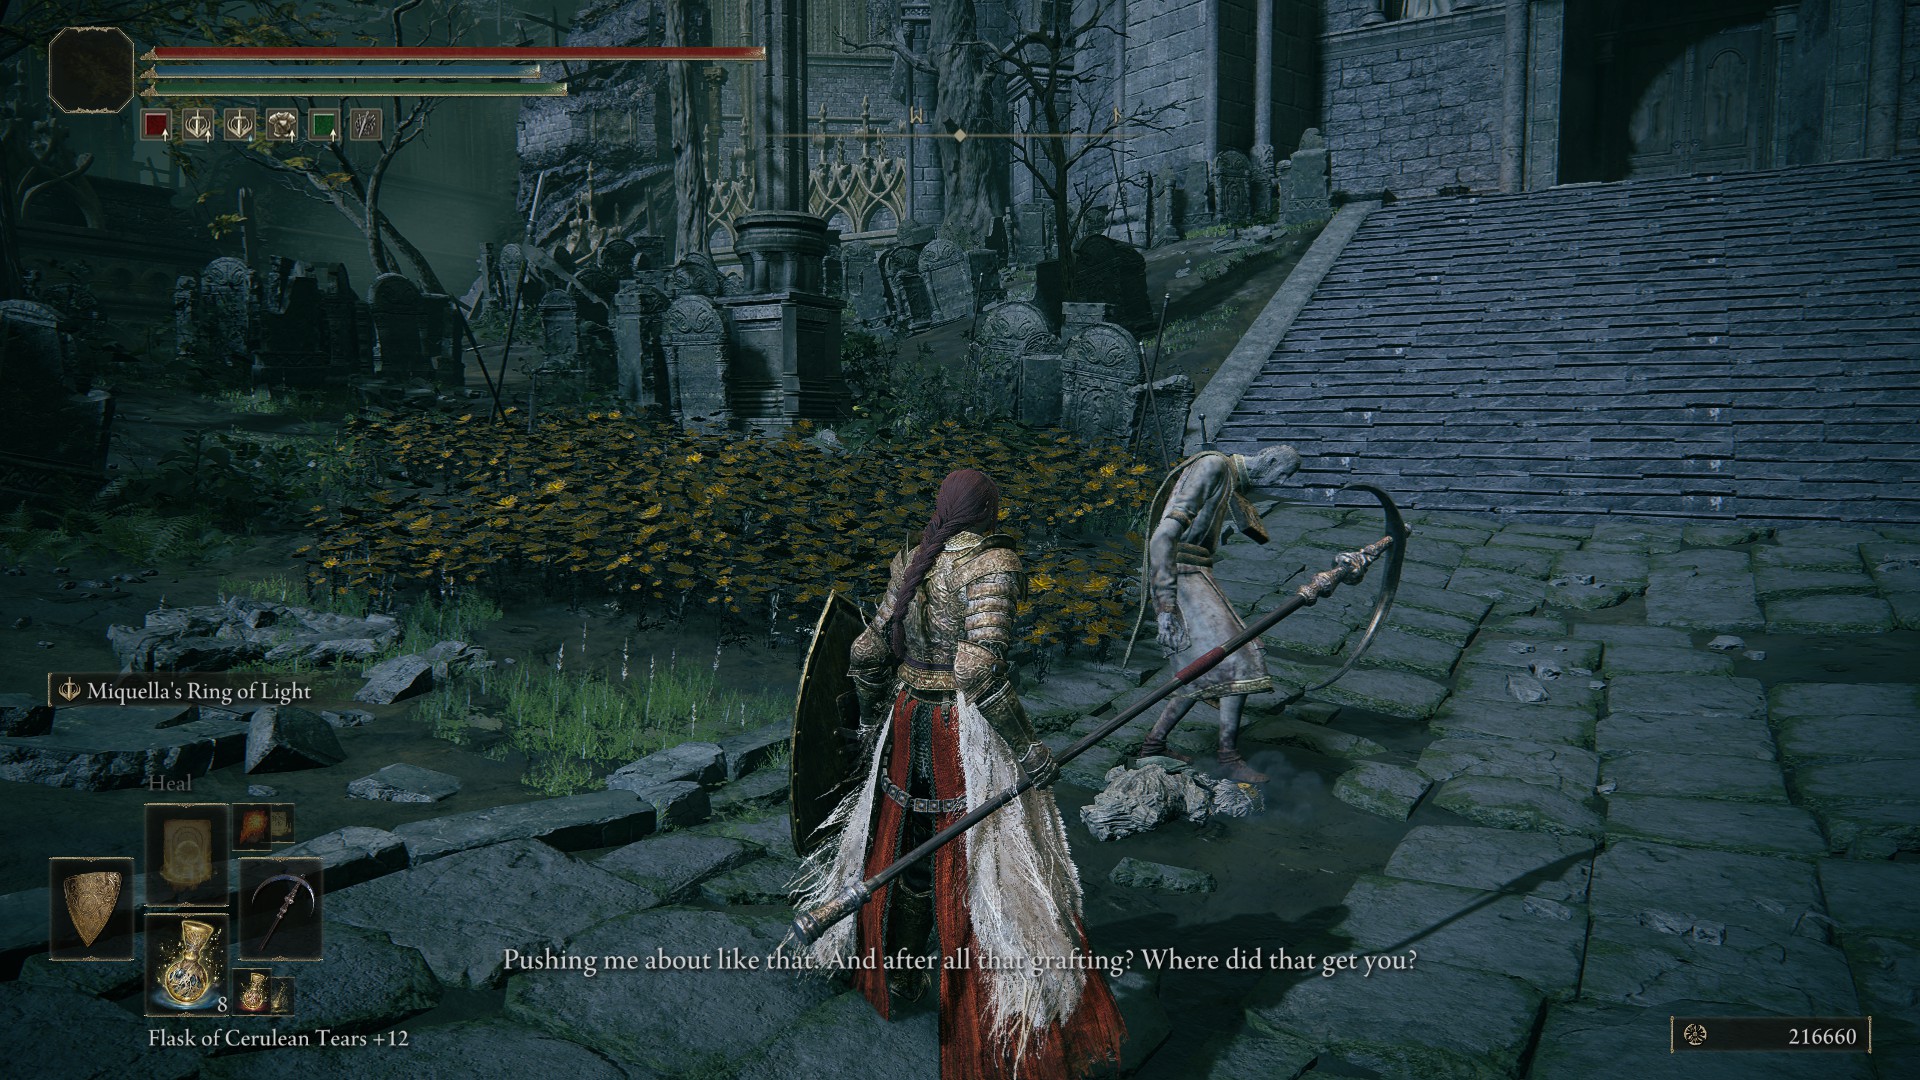 W
N
Miquella's Ring of Light
Heal
Pushing me about like that. And after all that grafting? Where did that get you?
8
Flask of Cerulean Tears +12
216660